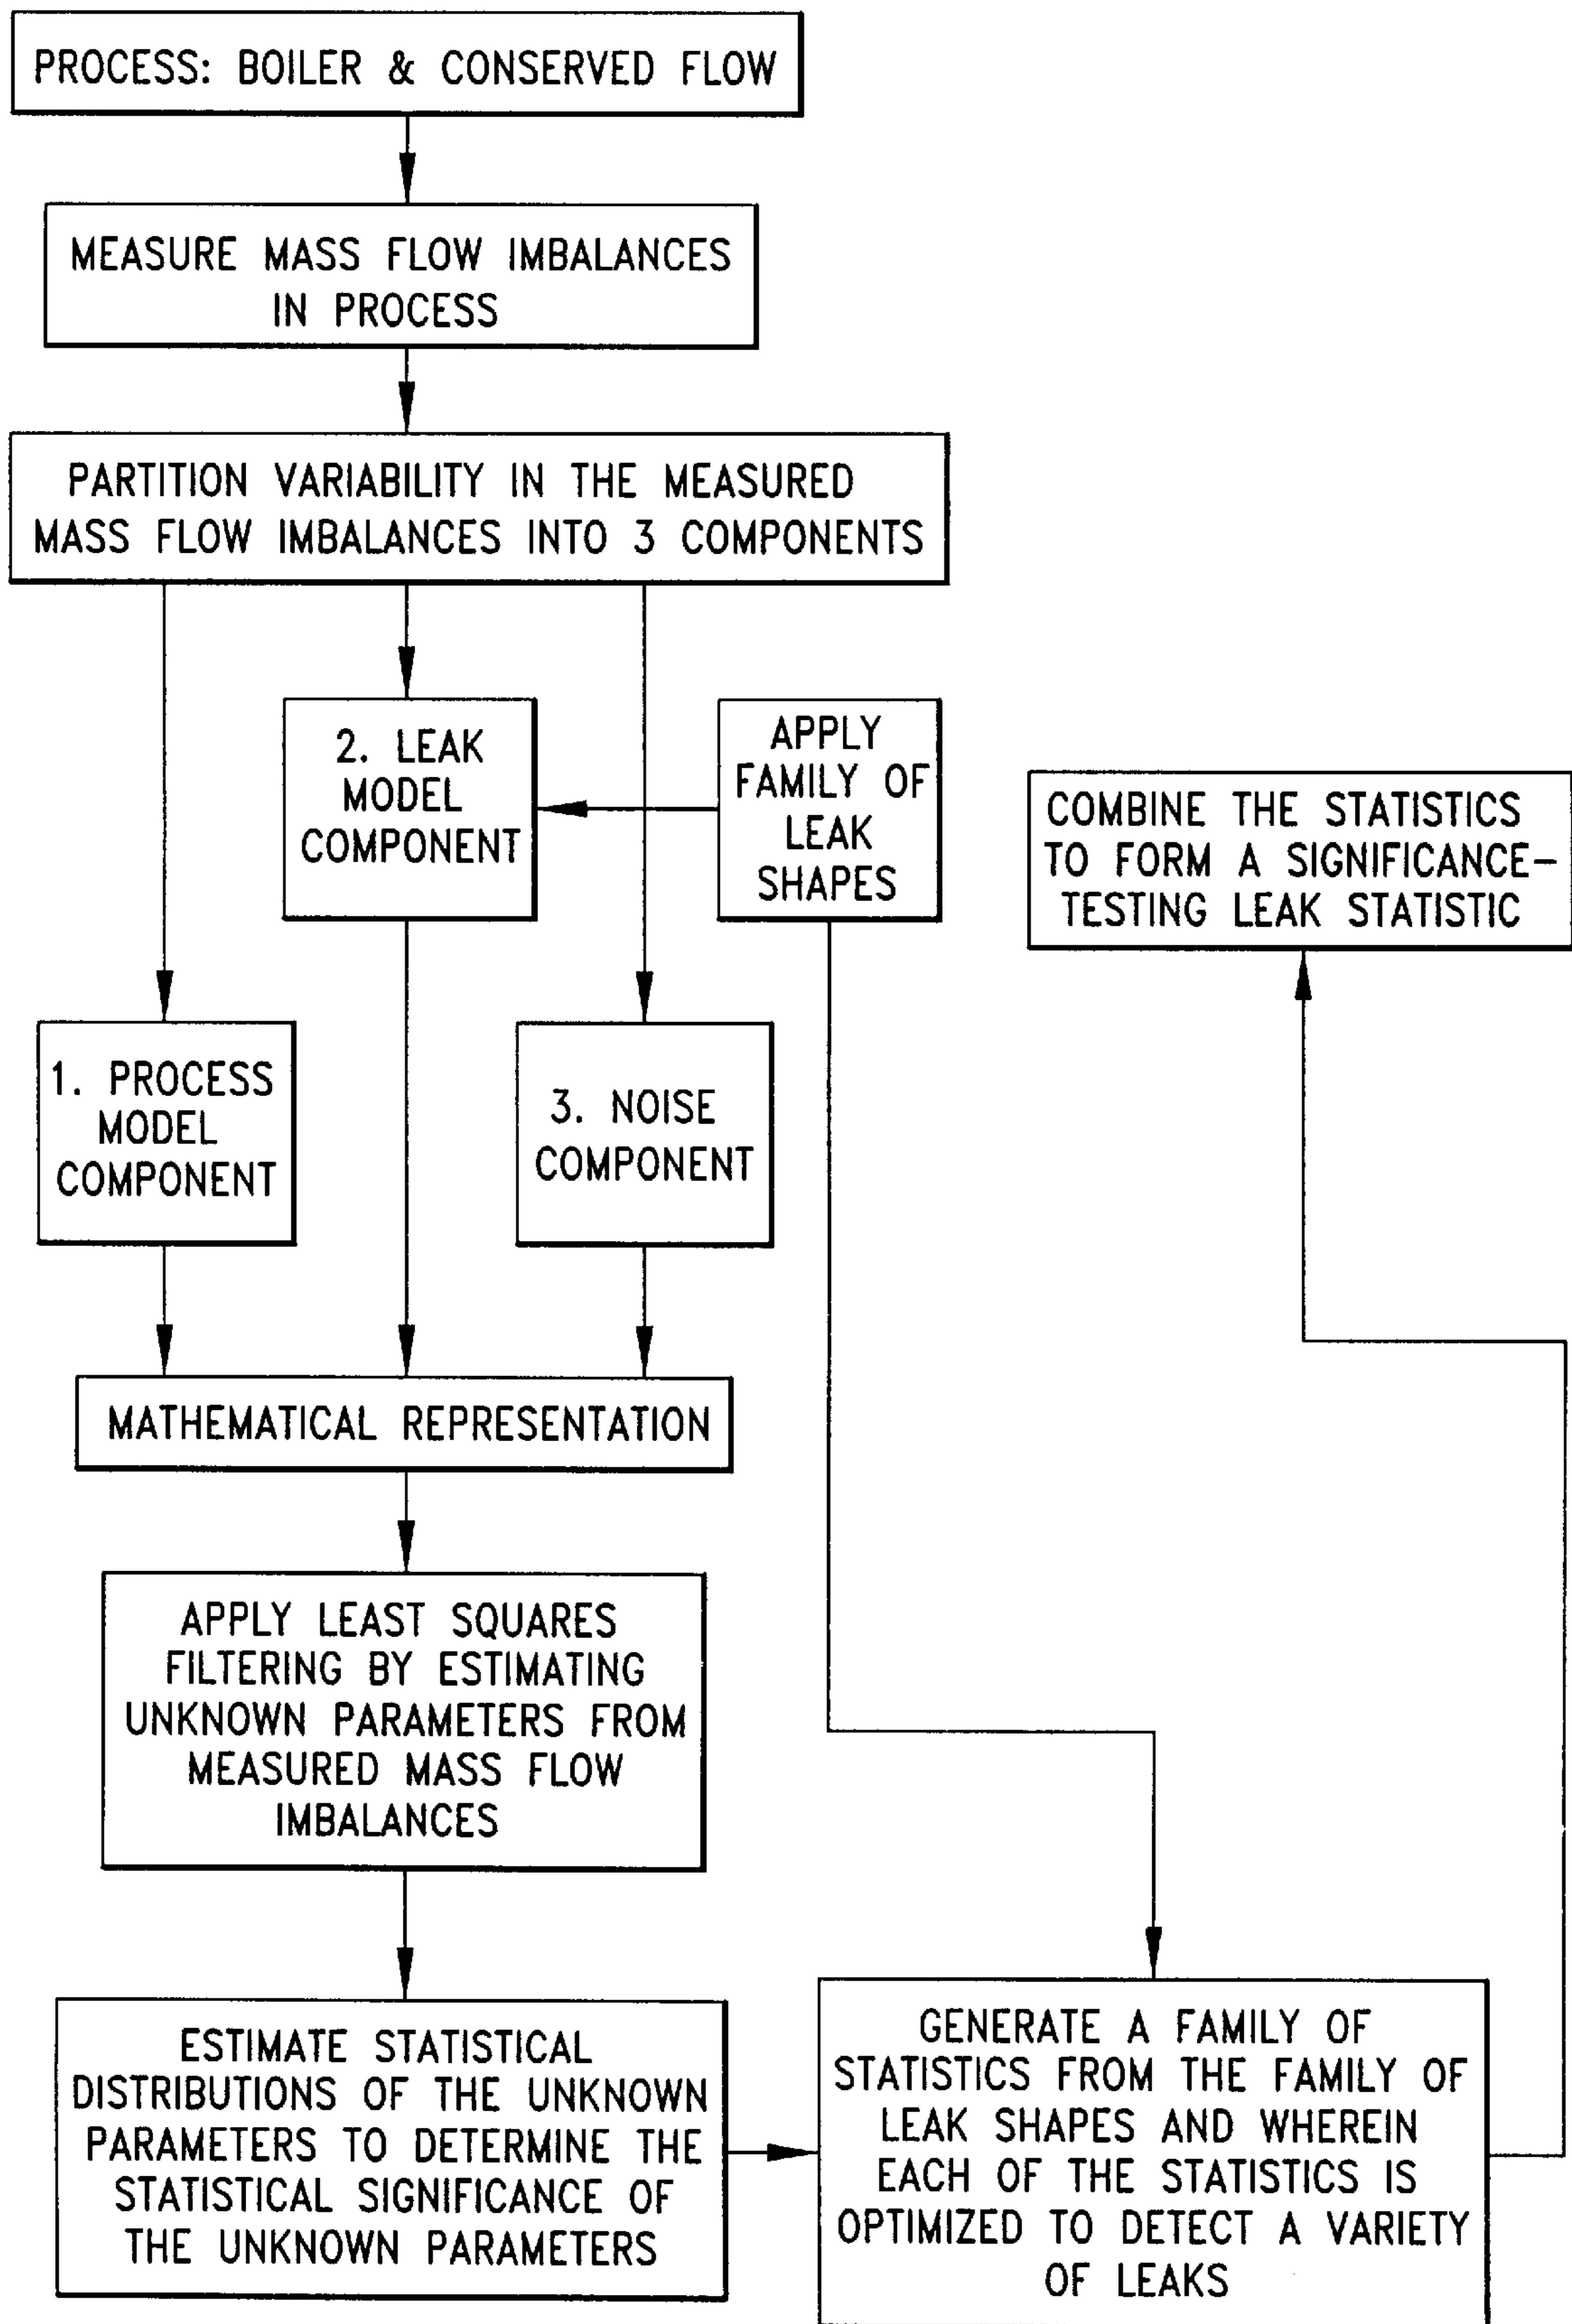 PROCESS: BOILER & CONSERVED FLOW
MEASURE MASS FLOW IMBALANCES
IN PROCESS
PARTITION VARIABILITY IN THE MEASURED
MASS FLOW IMBALANCES INTO 3 COMPONENTS
2. LEAK
MODEL
COMPONENT
APPLY
FAMILY OF
LEAK
SHAPES
COMBINE THE STATISTICS
TO FORM A SIGNIFICANCE-
TESTING LEAK STATISTIC
1. PROCESS
MODEL
COMPONENT
3. NOISE
COMPONENT
MATHEMATICAL REPRESENTATION
APPLY LEAST SQUARES
FILTERING BY ESTIMATING
UNKNOWN PARAMETERS FROM
MEASURED MASS FLOW
IMBALANCES
ESTIMATE STATISTICAL
DISTRIBUTIONS OF THE UNKNOWN
PARAMETERS TO DETERMINE THE
STATISTICAL SIGNIFICANCE OF
THE UNKNOWN PARAMETERS
GENERATE A FAMILY OF
STATISTICS FROM THE FAMILY OF
LEAK SHAPES AND WHEREIN
EACH OF THE STATISTICS IS
OPTIMIZED TO DETECT A VARIETY
OF LEAKS